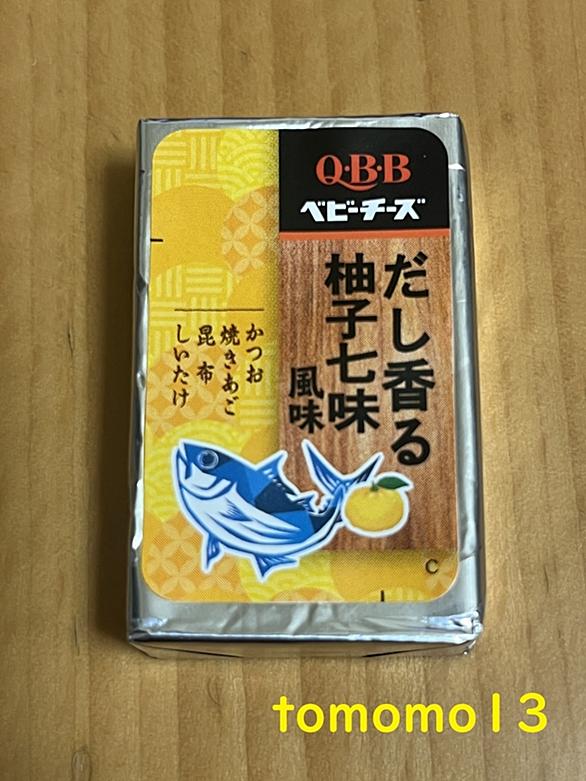 Q・B・B
ベビーチーズ
だし香る
柚子七味
風味
かつお
焼きあご
昆布
しいたけ
C
tomomo13